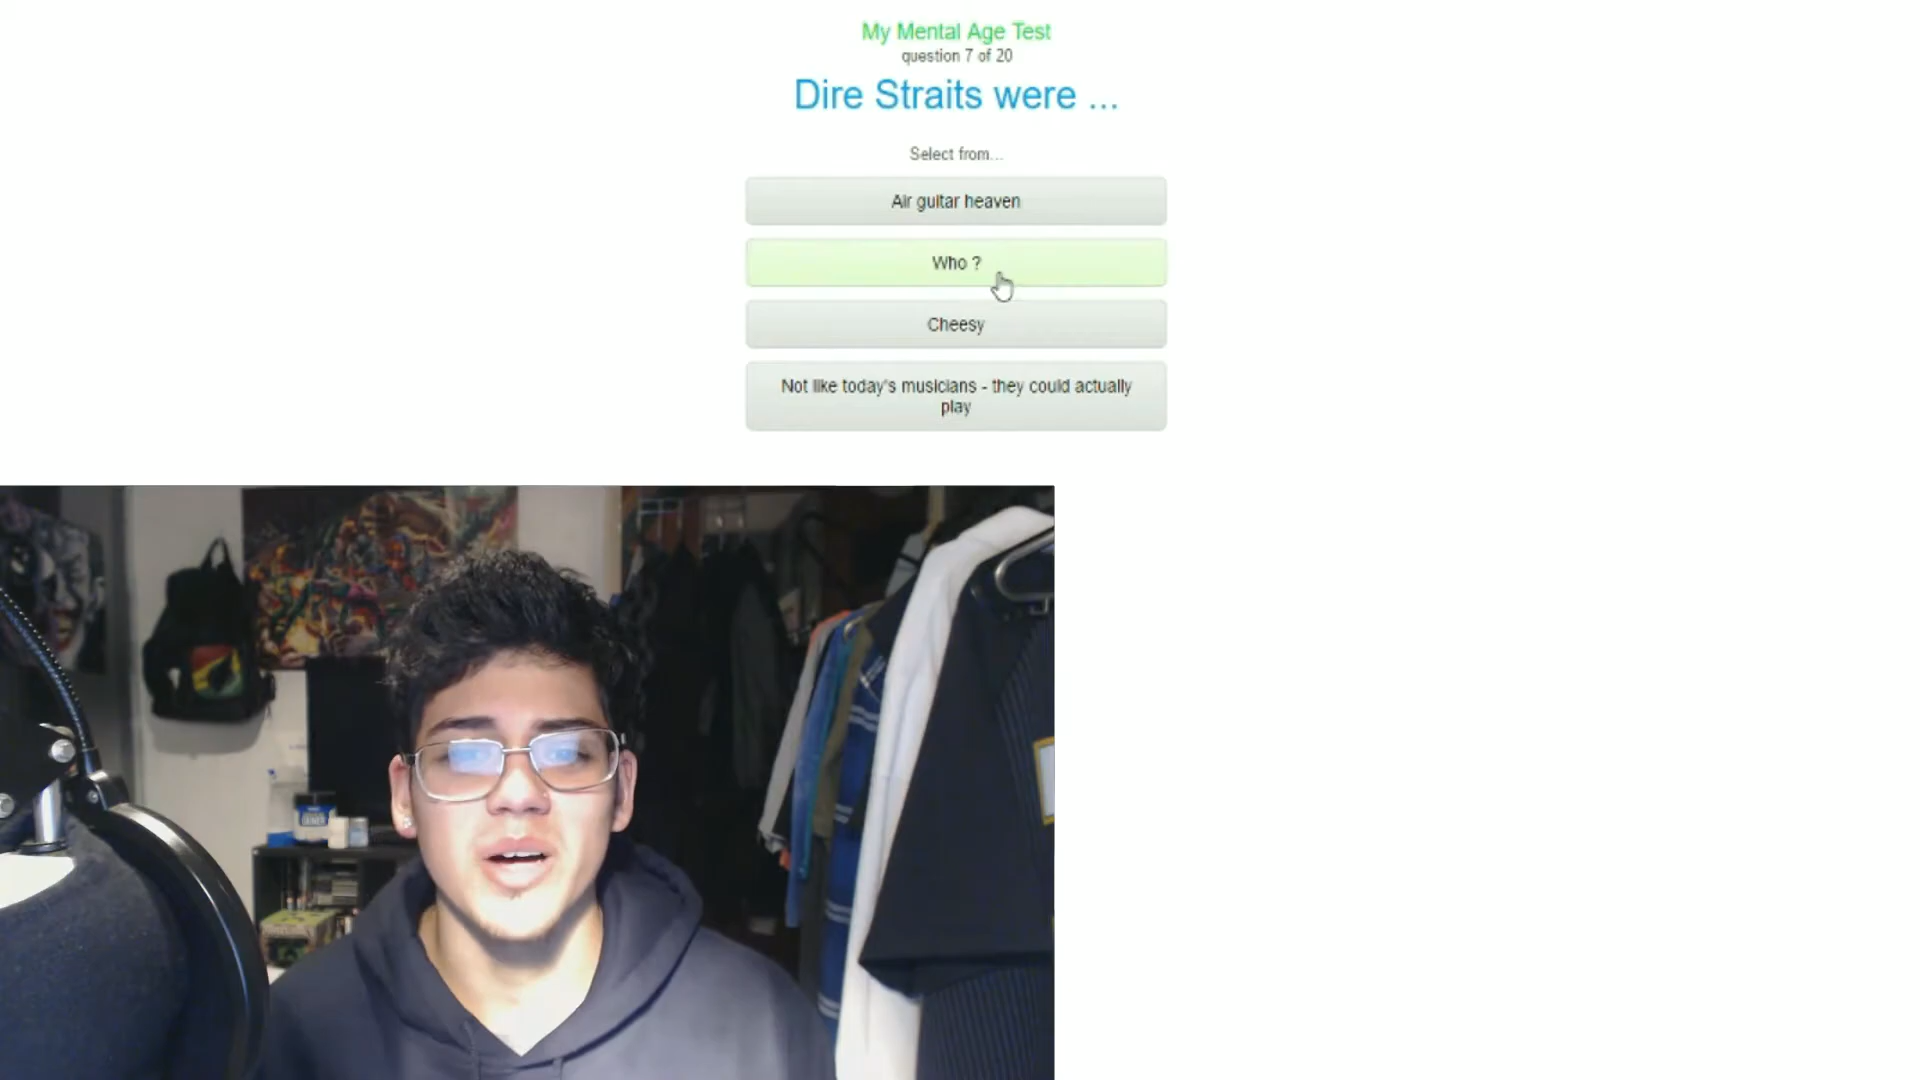 My Mental Age Test
question 7 of 20
Dire Straits were ...
Select from...
Air guitar heaven
Who ?
Cheesy
Not like today's musicians - they could actually
play